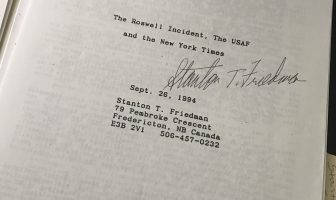 The Roswell Incident, The USAF
and the New York Times
Stanton T. Friedman
Sept. 26, 1994
Stanton T. Friedman
79 Pembroke Crescent
Fredericton, NB Canada
E3B 2V1 506-457-0232